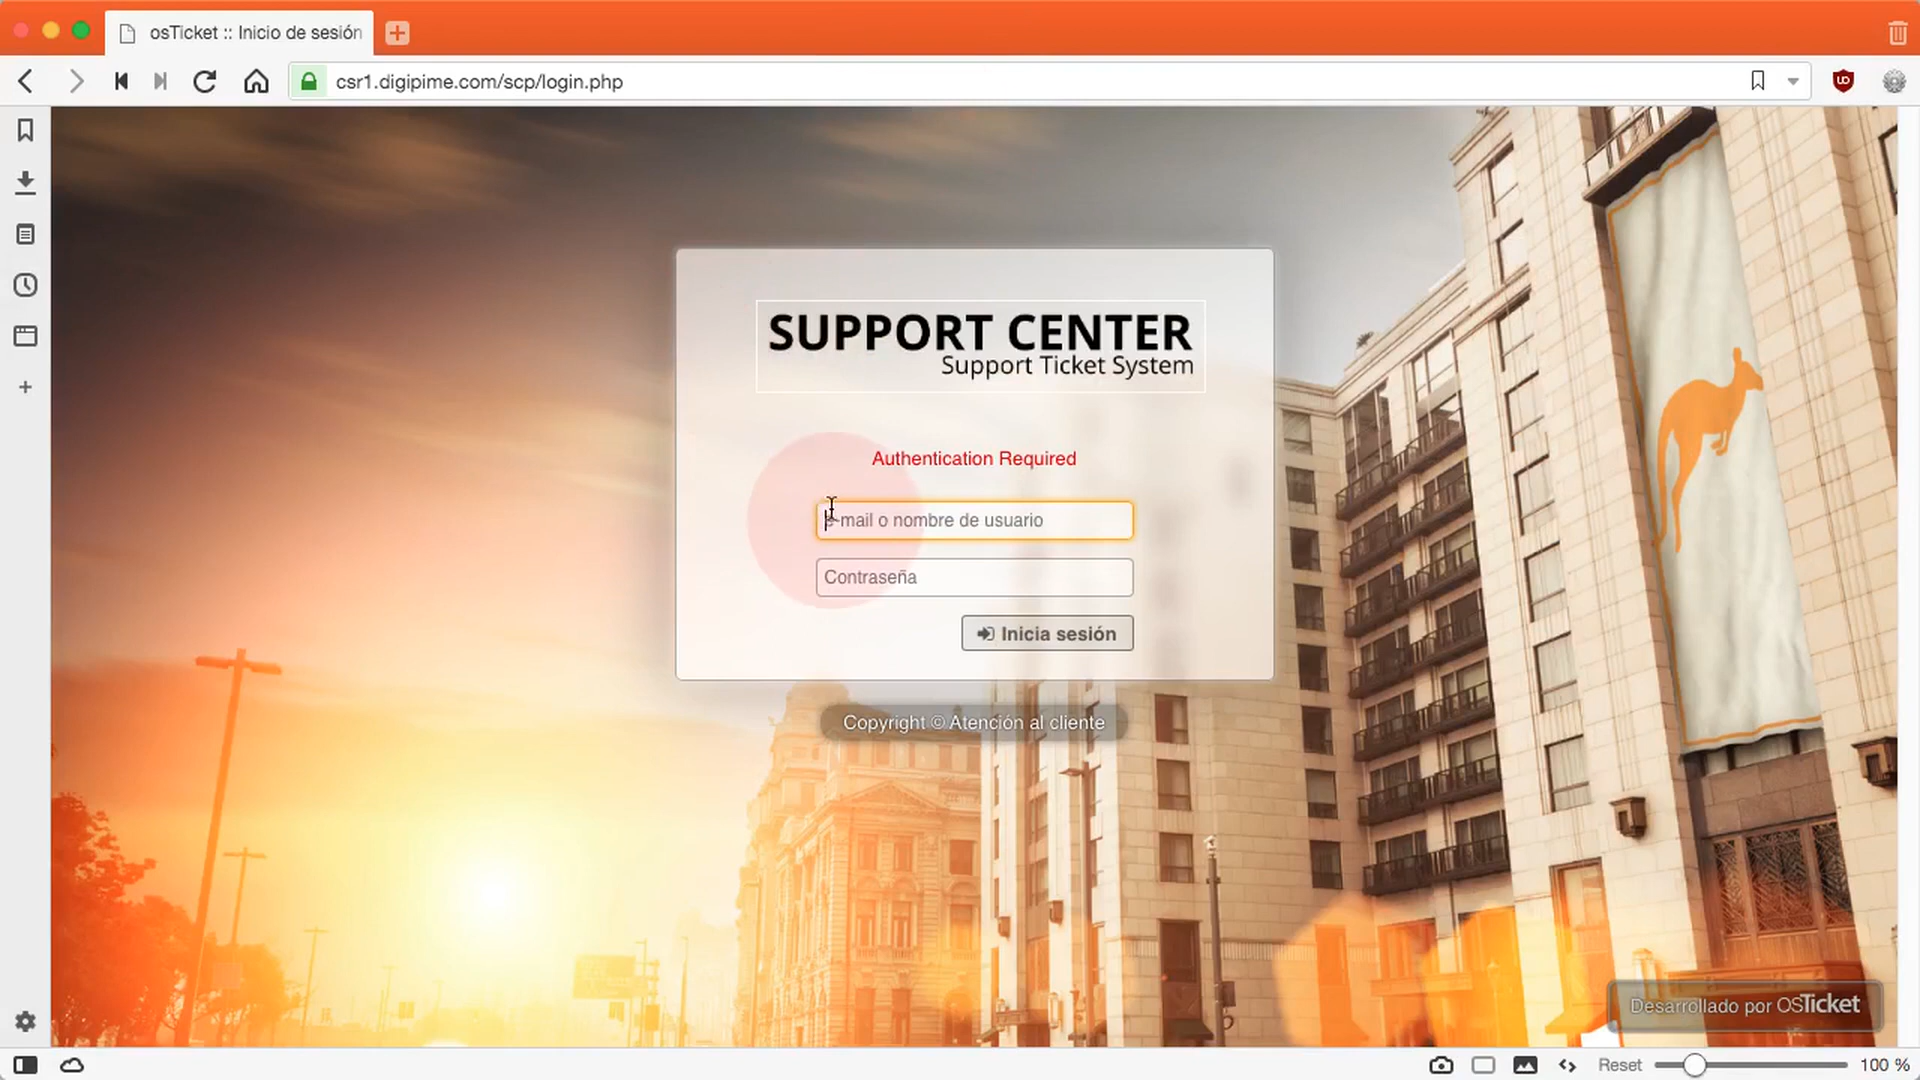 osTicket :: Inicio de sesión
csr1.digipime.com/scp/login.php
SUPPORT CENTER
Support Ticket System
Authentication Required
e-mail o nombre de usuario
Contraseña
Inicia sesión
Copyright © Atención al cliente
Desarrollado por OSTicket
Reset
100 %